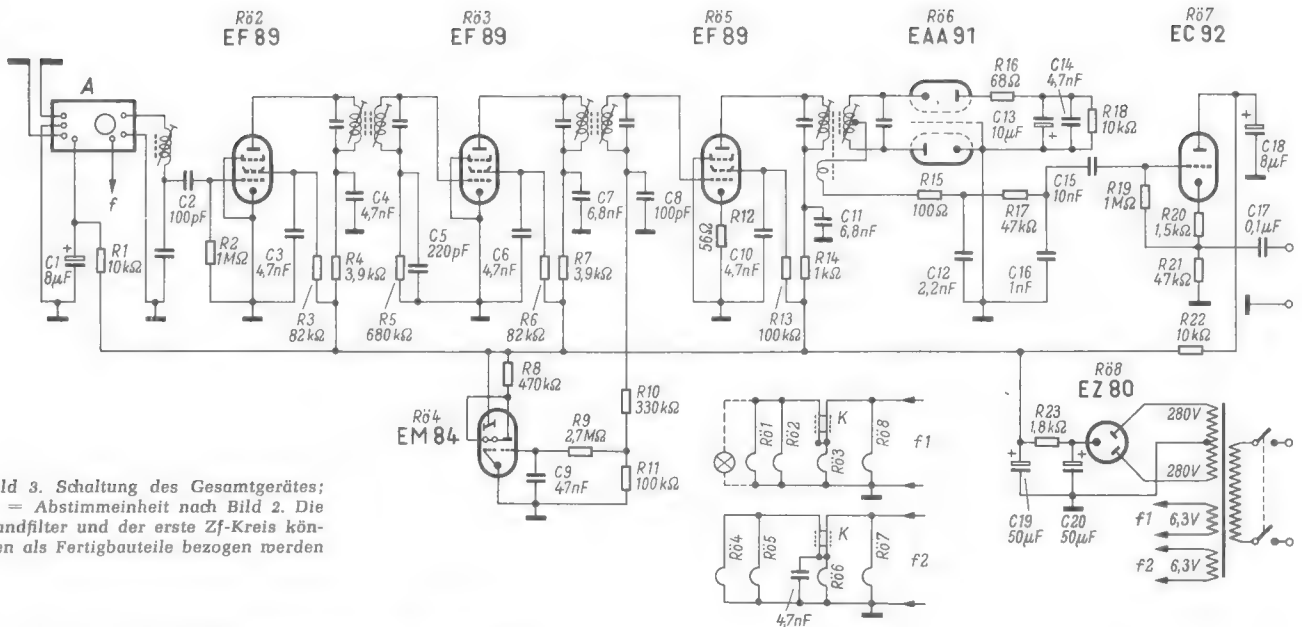 Rö2
EF 89
Rö3
EF 89
Rö5
EF 89
Rö6
EAA 91
Rö7
EC 92
A
f
C1
8µF
R1
10kΩ
C2
100pF
R2
1MΩ
C3
4,7nF
R3
82kΩ
R4
3,9kΩ
C4
4,7nF
R5
680kΩ
C5
220pF
C6
4,7nF
R6
82kΩ
R7
3,9kΩ
C7
6,8nF
C8
100pF
R12
56Ω
C10
4,7nF
R13
100kΩ
R14
1kΩ
C11
6,8nF
R16
68Ω
C13
10µF
C14
4,7nF
R18
10kΩ
R15
100Ω
R17
47kΩ
C12
2,2nF
C16
1nF
C15
10nF
R19
1MΩ
R20
1,5kΩ
R21
47kΩ
C17
0,1µF
C18
8µF
R22
10kΩ
R8
470kΩ
Rö4
EM 84
R9
2,7MΩ
C9
47nF
R10
330kΩ
R11
100kΩ
Rö1
Rö2
K
Rö3
Rö8
f1
Rö4
Rö5
K
Rö6
Rö7
f2
4,7nF
Rö8
EZ 80
R23
1,8kΩ
C19
50µF
C20
50µF
280V
280V
f1
6,3V
f2
6,3V
ld 3. Schaltung des Gesamtgerätes;
= Abstimmeinheit nach Bild 2. Die
andfilter und der erste Zf-Kreis kön-
en als Fertigbauteile bezogen werden